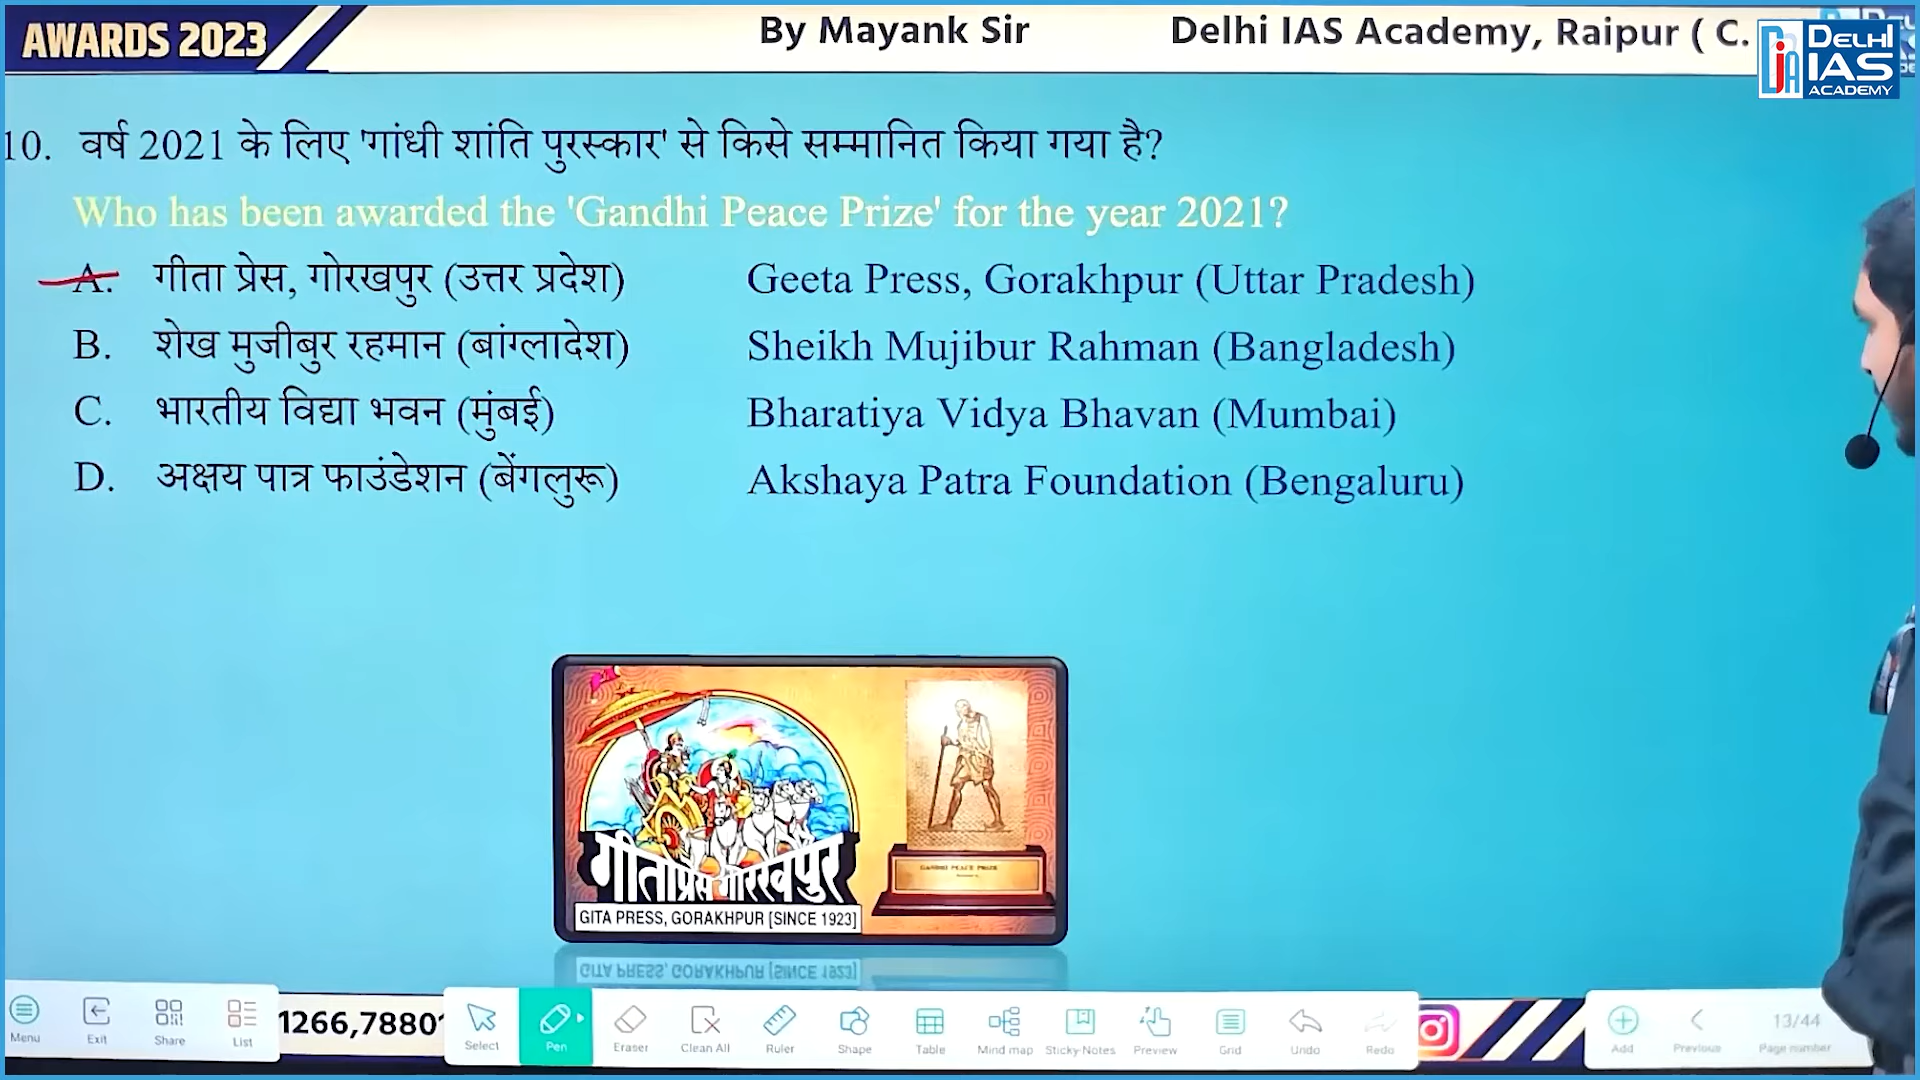 AWARDS 2023
By Mayank Sir
Delhi IAS Academy, Raipur ( C.
DELHI
IAS
ACADEMY
10. वर्ष 2021 के लिए 'गांधी शांति पुरस्कार' से किसे सम्मानित किया गया है?
Who has been awarded the 'Gandhi Peace Prize' for the year 2021?
A. गीता प्रेस, गोरखपुर (उत्तर प्रदेश) Geeta Press, Gorakhpur (Uttar Pradesh)
B. शेख मुजीबुर रहमान (बांग्लादेश) Sheikh Mujibur Rahman (Bangladesh)
C. भारतीय विद्या भवन (मुंबई) Bharatiya Vidya Bhavan (Mumbai)
D. अक्षय पात्र फाउंडेशन (बेंगलुरू) Akshaya Patra Foundation (Bengaluru)
गीताप्रेस गोरखपुर
GANDHI PEACE PRIZE
GITA PRESS, GORAKHPUR [SINCE 1923]
Menu Exit Share List
1266,7880
Select Pen Eraser Clean All Ruler Shape Table Mind map Sticky Notes Preview Grid Undo Redo
Add Previous 13/44 Page number